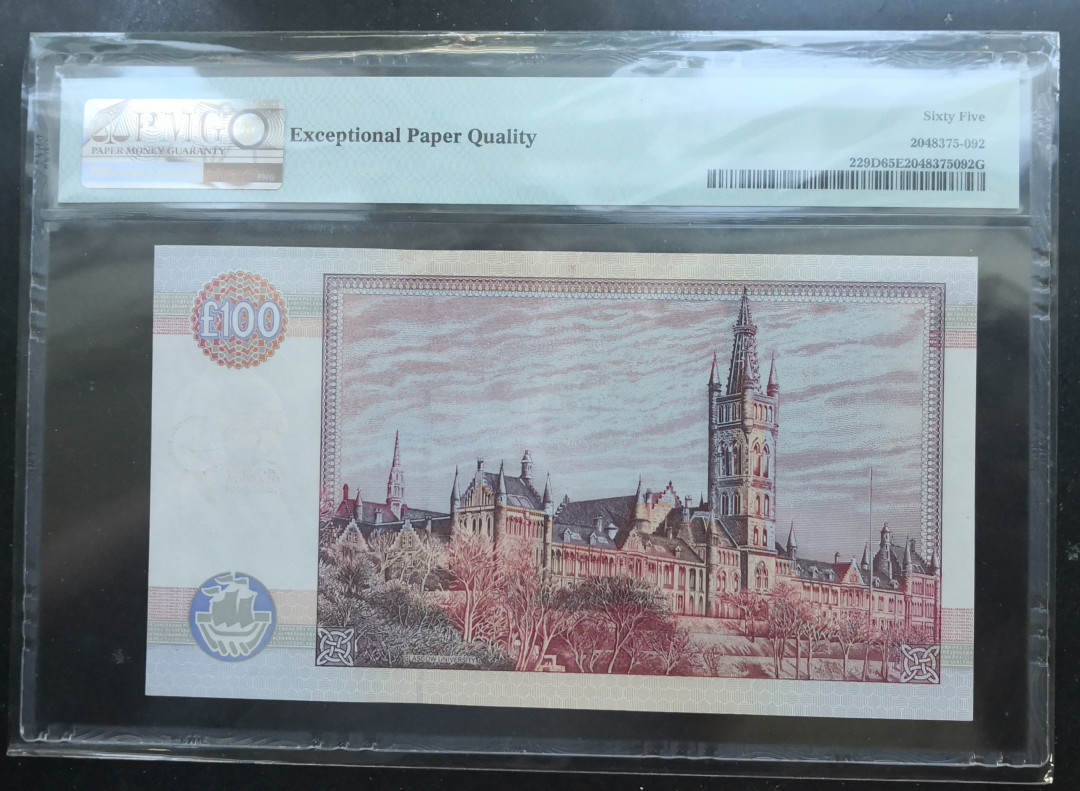 PMG
PAPER MONEY GUARANTY
Exceptional Paper Quality
Sixty Five
2048375-092
229D65E2048375092G
£100